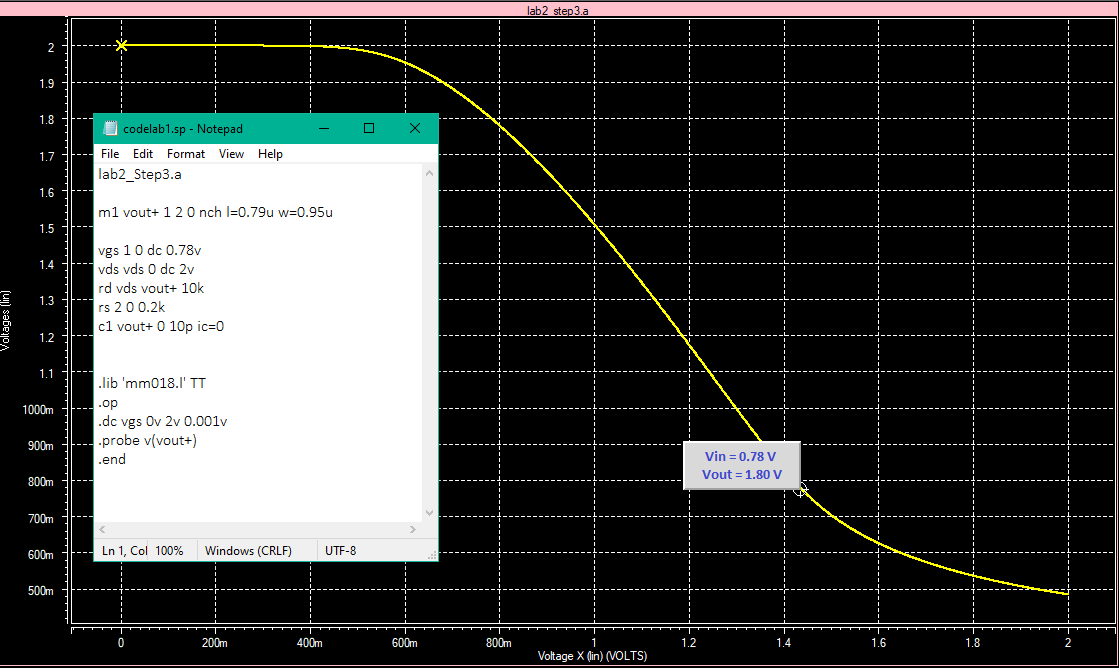 lab2_step3.a
codelab1.sp - Notepad
File Edit Format View Help
lab2_Step3.a
m1 vout+ 1 2 0 nch l=0.79u w=0.95u
vgs 1 0 dc 0.78v
vds vds 0 dc 2v
rd vds vout+ 10k
rs 2 0 0.2k
c1 vout+ 0 10p ic=0
.lib 'mm018.l' TT
.op
.dc vgs 0v 2v 0.001v
.probe v(vout+)
.end
Ln 1, Col 100% Windows (CRLF) UTF-8
Vin = 0.78 V
Vout = 1.80 V
Voltages (lin)
2
1.9
1.8
1.7
1.6
1.5
1.4
1.3
1.2
1.1
1000m
900m
800m
700m
600m
500m
0 200m 400m 600m 800m 1 1.2 1.4 1.6 1.8 2
Voltage X (lin) (VOLTS)